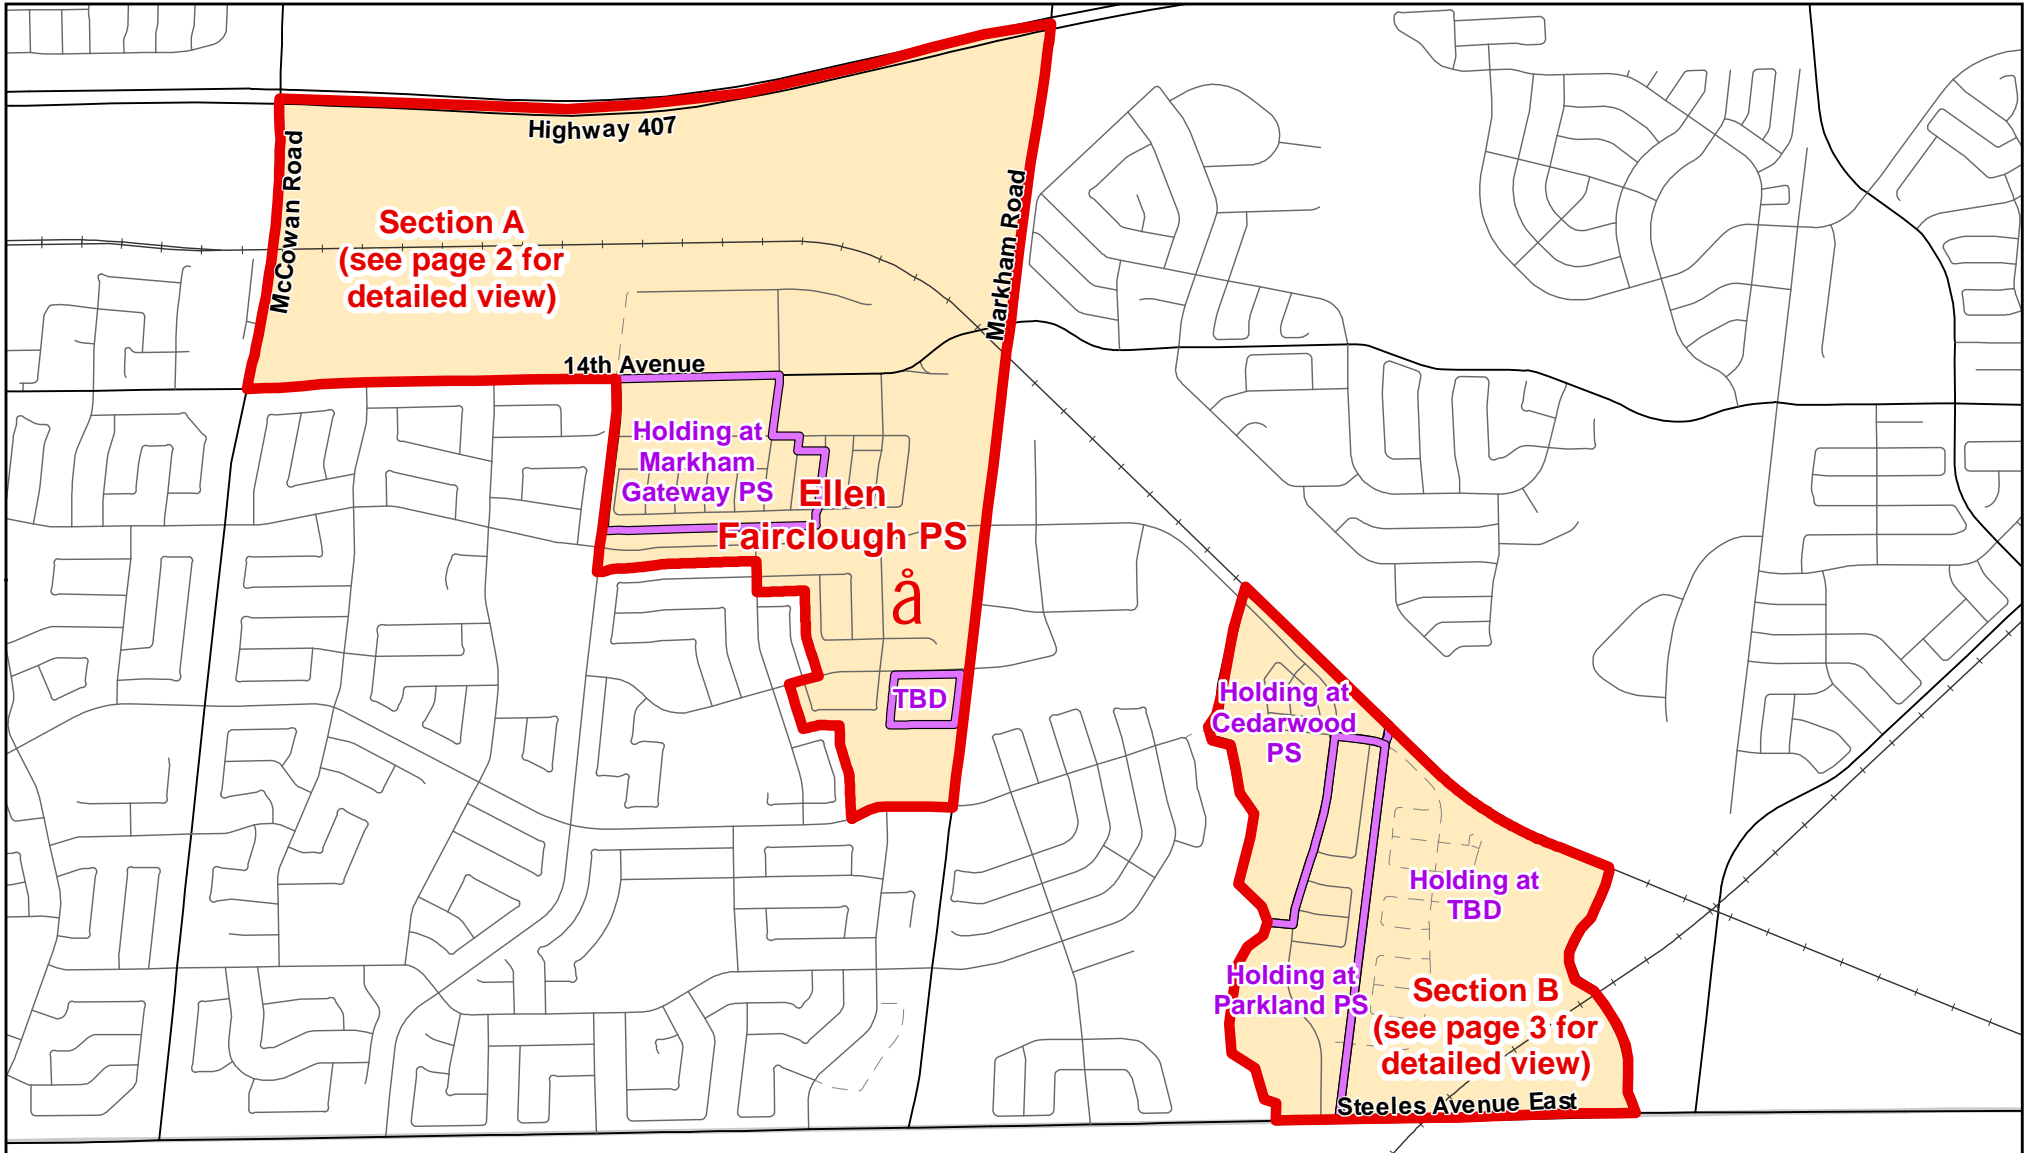 Highway 407
McCowan Road
Section A
(see page 2 for
detailed view)
Markham Road
14th Avenue
Holding at
Markham
Gateway PS
Ellen
Fairclough PS
å
TBD
Holding at
Cedarwood
PS
Holding at
TBD
Holding at
Parkland PS
Section B
(see page 3 for
detailed view)
Steeles Avenue East